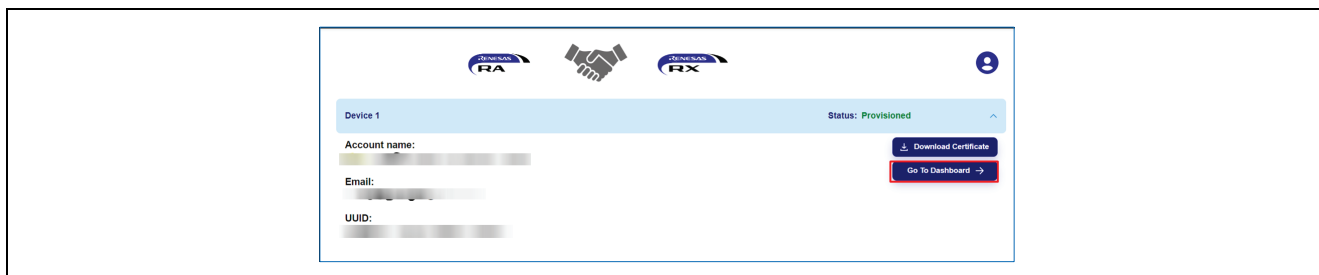 RENESAS
RA
RENESAS
RX
Device 1
Status: Provisioned
Account name:
Download Certificate
Go To Dashboard →
Email:
UUID: